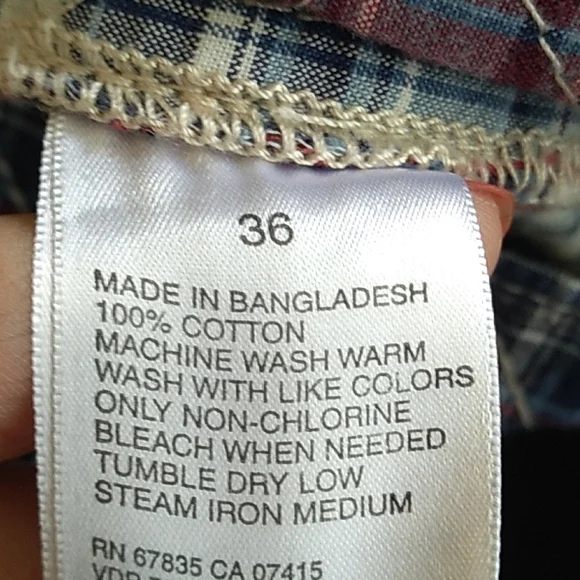 36
MADE IN BANGLADESH
100% COTTON
MACHINE WASH WARM
WASH WITH LIKE COLORS
ONLY NON-CHLORINE
BLEACH WHEN NEEDED
TUMBLE DRY LOW
STEAM IRON MEDIUM
RN 67835 CA 07415